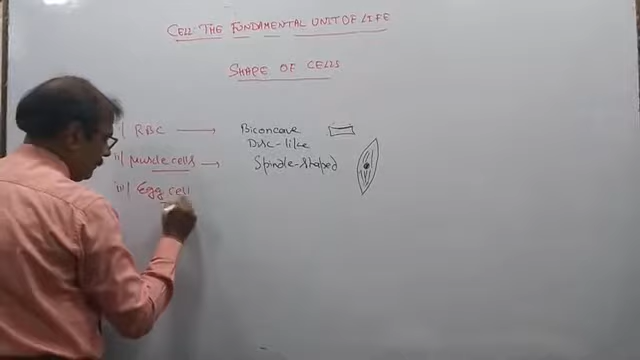 CELL THE FUNDAMENTAL UNIT OF LIFE
SHAPE OF CELLS
i) RBC → Biconcave
Disc-like
ii) Muscle cells → Spindle-shaped
iii) Egg cell